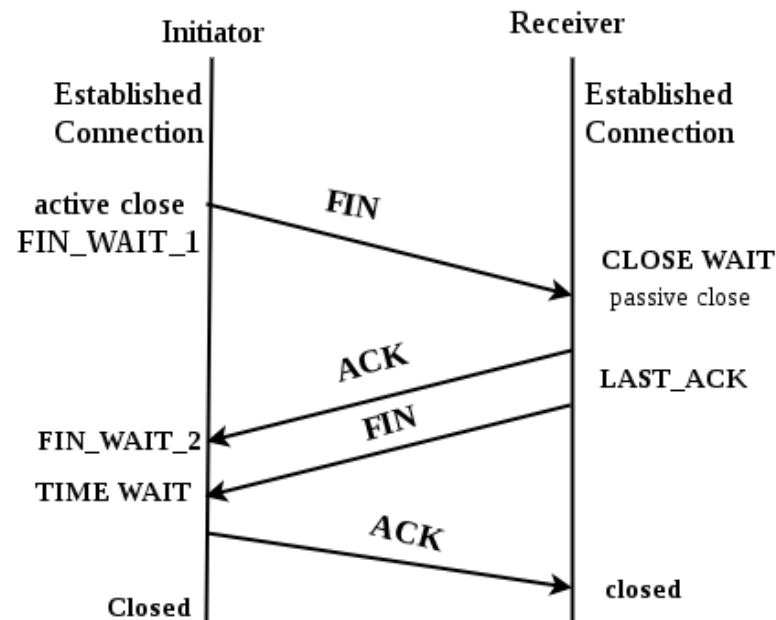 Initiator
Receiver
Established
Connection
Established
Connection
active close
FIN_WAIT_1
FIN
CLOSE WAIT
passive close
ACK
LAST_ACK
FIN_WAIT_2
FIN
TIME WAIT
ACK
closed
Closed